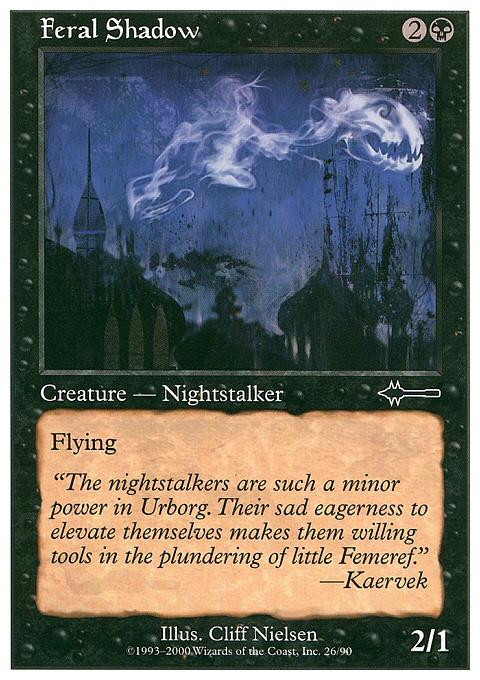 Feral Shadow 2
Creature — Nightstalker
Flying
“The nightstalkers are such a minor
power in Urborg. Their sad eagerness to
elevate themselves makes them willing
tools in the plundering of little Femeref.”
—Kaervek
Illus. Cliff Nielsen
©1993–2000 Wizards of the Coast, Inc. 26/90
2/1